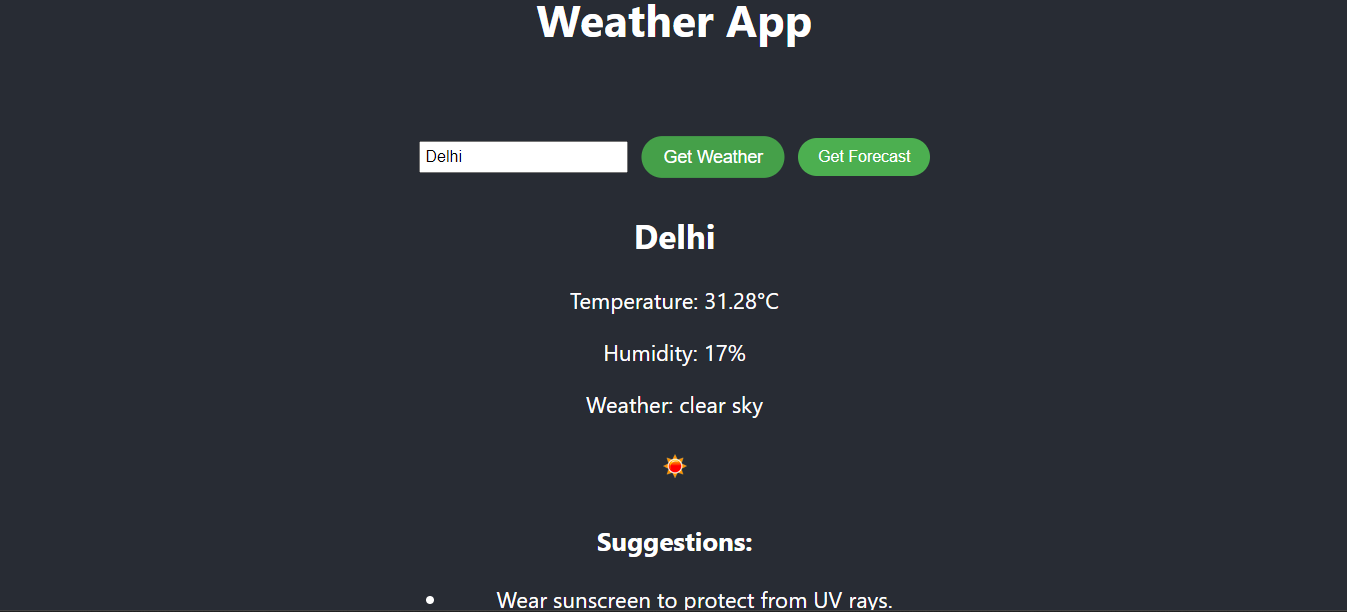 Weather App
Delhi Get Weather Get Forecast
Delhi
Temperature: 31.28°C
Humidity: 17%
Weather: clear sky
Suggestions:
• Wear sunscreen to protect from UV rays.